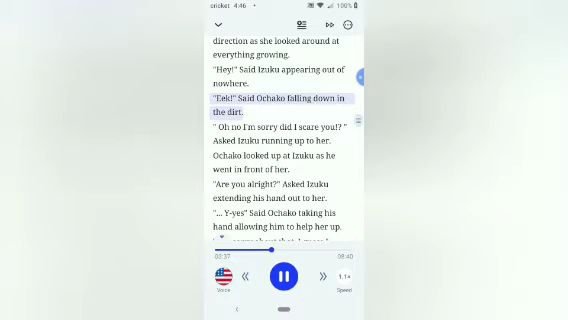 cricket 4:46 100%
direction as she looked around at
everything growing.
"Hey!" Said Izuku appearing out of
nowhere.
"Eek!" Said Ochako falling down in
the dirt.
" Oh no I'm sorry did I scare you!? "
Asked Izuku running up to her.
Ochako looked up at Izuku as he
went in front of her.
"Are you alright?" Asked Izuku
extending his hand out to her.
"... Y-yes" Said Ochako taking his
hand allowing him to help her up.
03:37 08:40
1.1×
Voice Speed